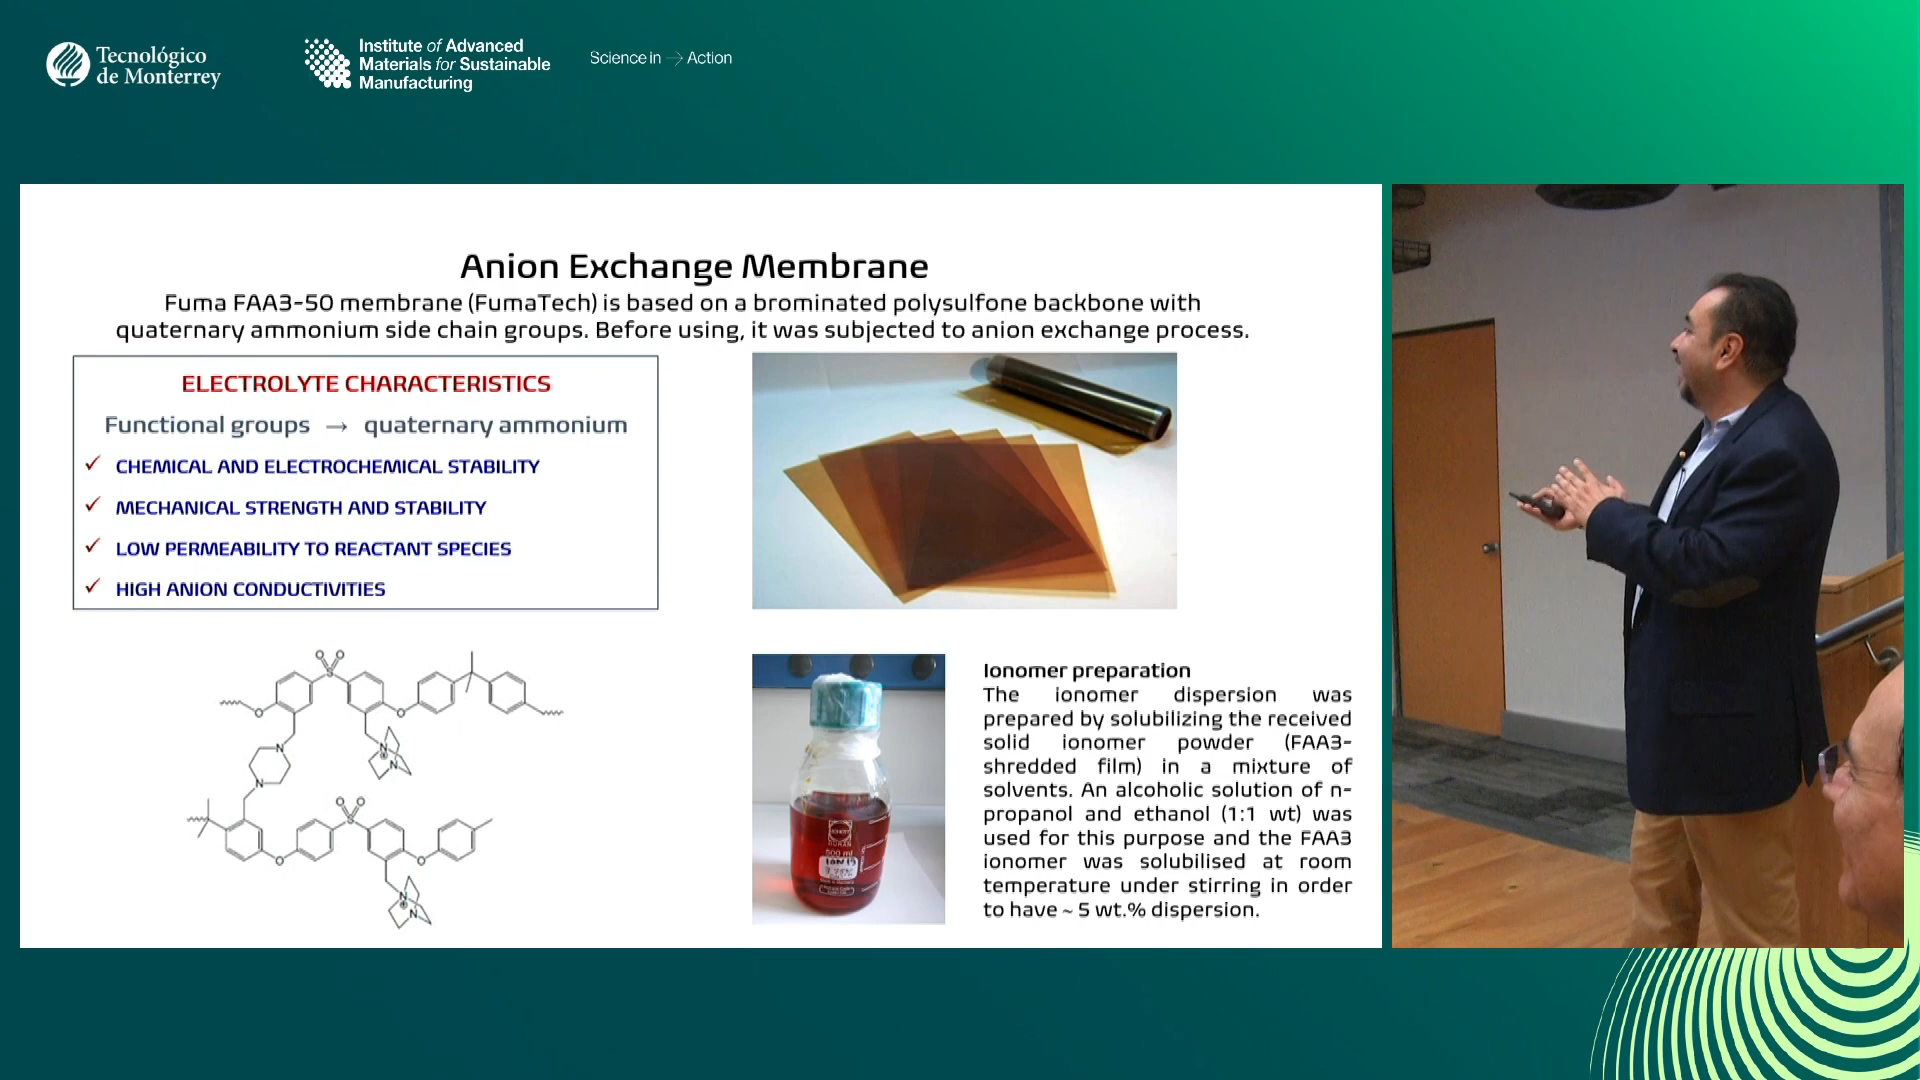 Tecnológico
de Monterrey
Institute of Advanced
Materials for Sustainable
Manufacturing
Science in → Action
Anion Exchange Membrane
Fuma FAA3-50 membrane (FumaTech) is based on a brominated polysulfone backbone with
quaternary ammonium side chain groups. Before using, it was subjected to anion exchange process.
ELECTROLYTE CHARACTERISTICS
Functional groups → quaternary ammonium
✓ CHEMICAL AND ELECTROCHEMICAL STABILITY
✓ MECHANICAL STRENGTH AND STABILITY
✓ LOW PERMEABILITY TO REACTANT SPECIES
✓ HIGH ANION CONDUCTIVITIES
O O
S
O
O
N
N
⊕
N
N
O O
S
O
O
N
⊕
N
500 ml
Ionomer preparation
The ionomer dispersion was
prepared by solubilizing the received
solid ionomer powder (FAA3-
shredded film) in a mixture of
solvents. An alcoholic solution of n-
propanol and ethanol (1:1 wt) was
used for this purpose and the FAA3
ionomer was solubilised at room
temperature under stirring in order
to have ~ 5 wt.% dispersion.